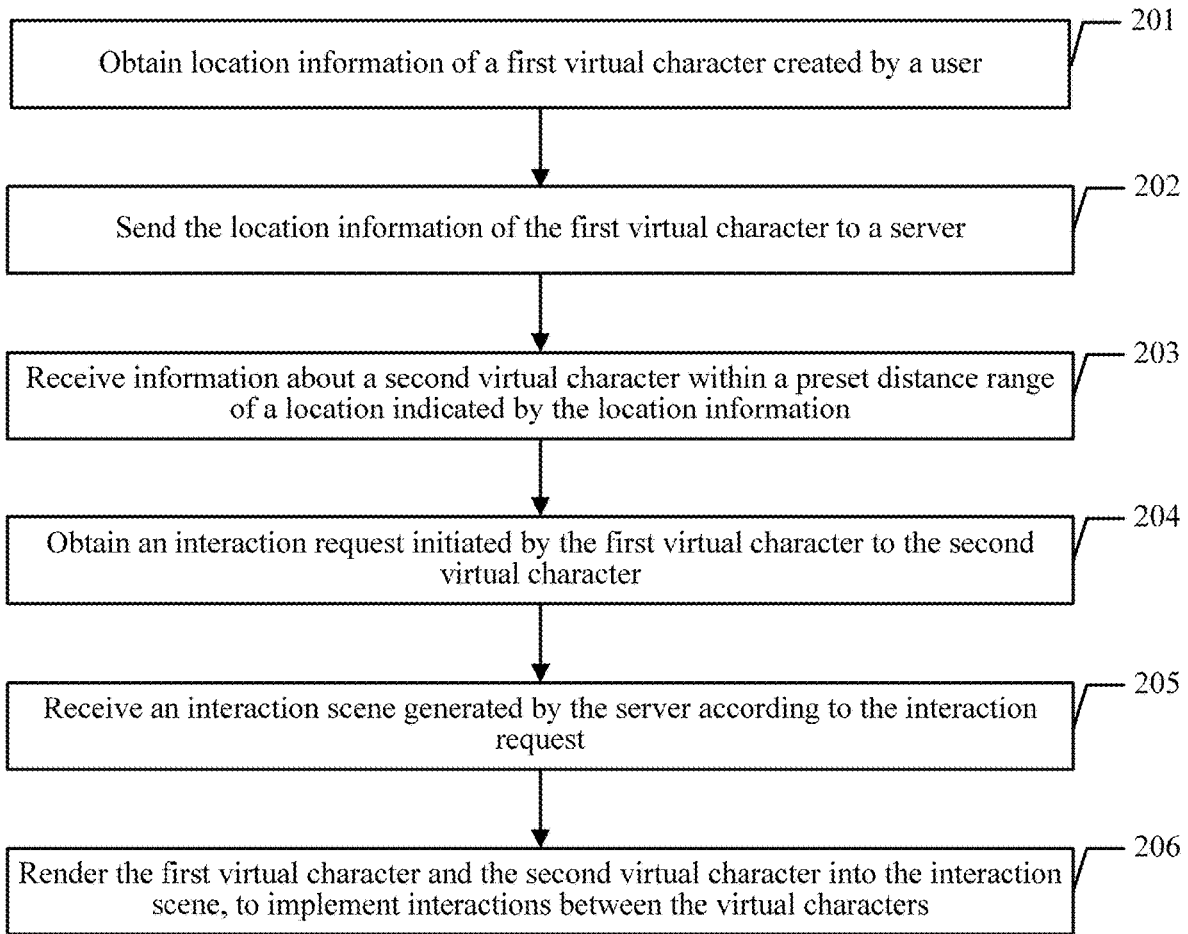 201
Obtain location information of a first virtual character created by a user
202
Send the location information of the first virtual character to a server
203
Receive information about a second virtual character within a preset distance range
of a location indicated by the location information
204
Obtain an interaction request initiated by the first virtual character to the second
virtual character
205
Receive an interaction scene generated by the server according to the interaction
request
206
Render the first virtual character and the second virtual character into the interaction
scene, to implement interactions between the virtual characters